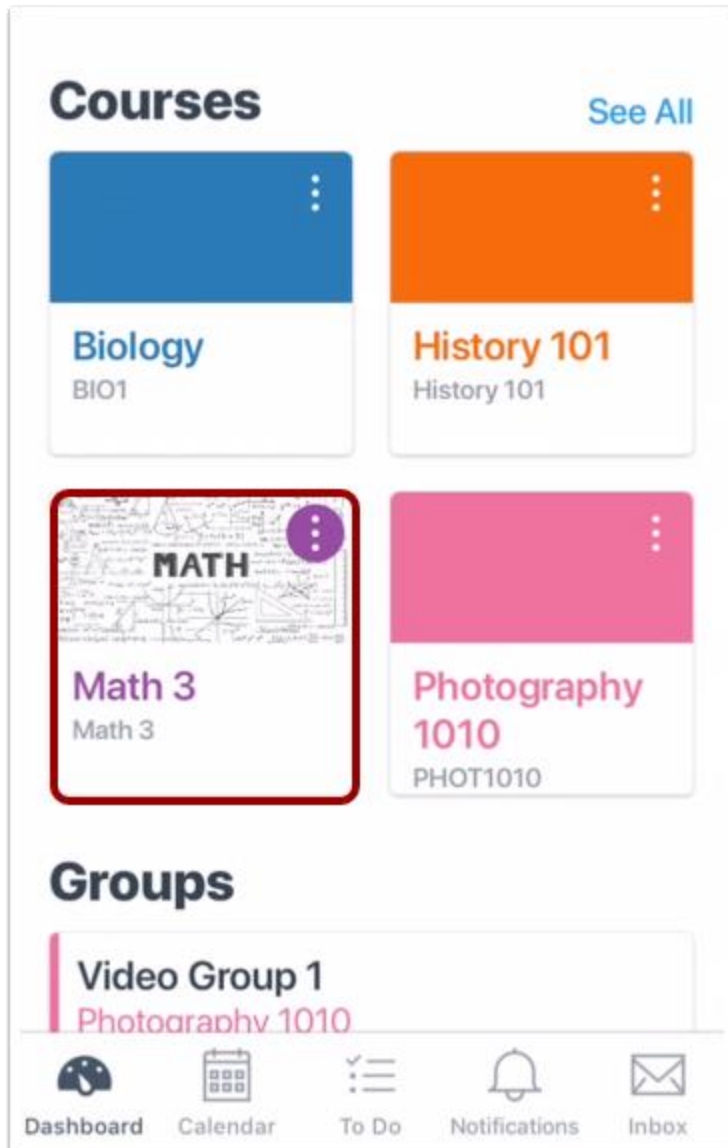 Courses
See All
Biology
BIO1
History 101
History 101
MATH
Math 3
Math 3
Photography
1010
PHOT1010
Groups
Video Group 1
Photography 1010
Dashboard
Calendar
To Do
Notifications
Inbox